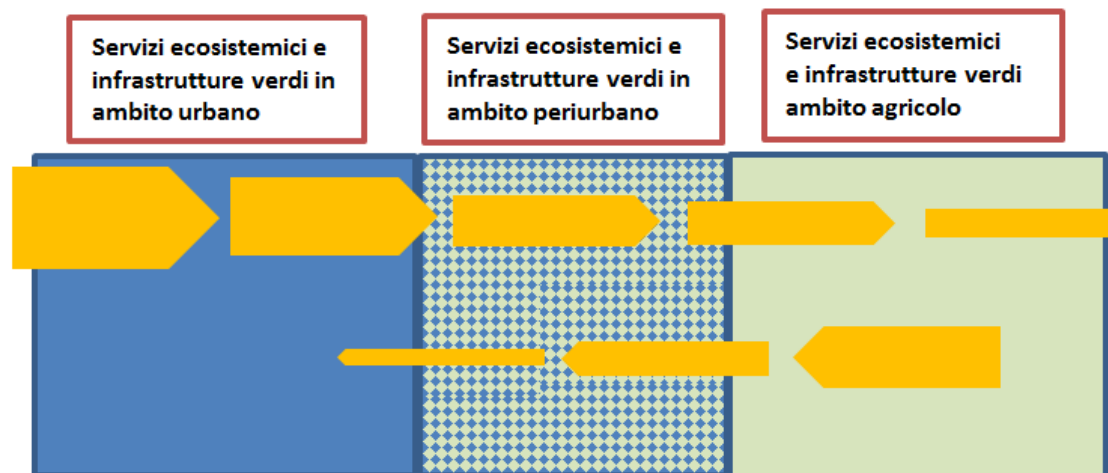 Servizi ecosistemici e
infrastrutture verdi in
ambito urbano
Servizi ecosistemici e
infrastrutture verdi in
ambito periurbano
Servizi ecosistemici
e infrastrutture verdi
ambito agricolo